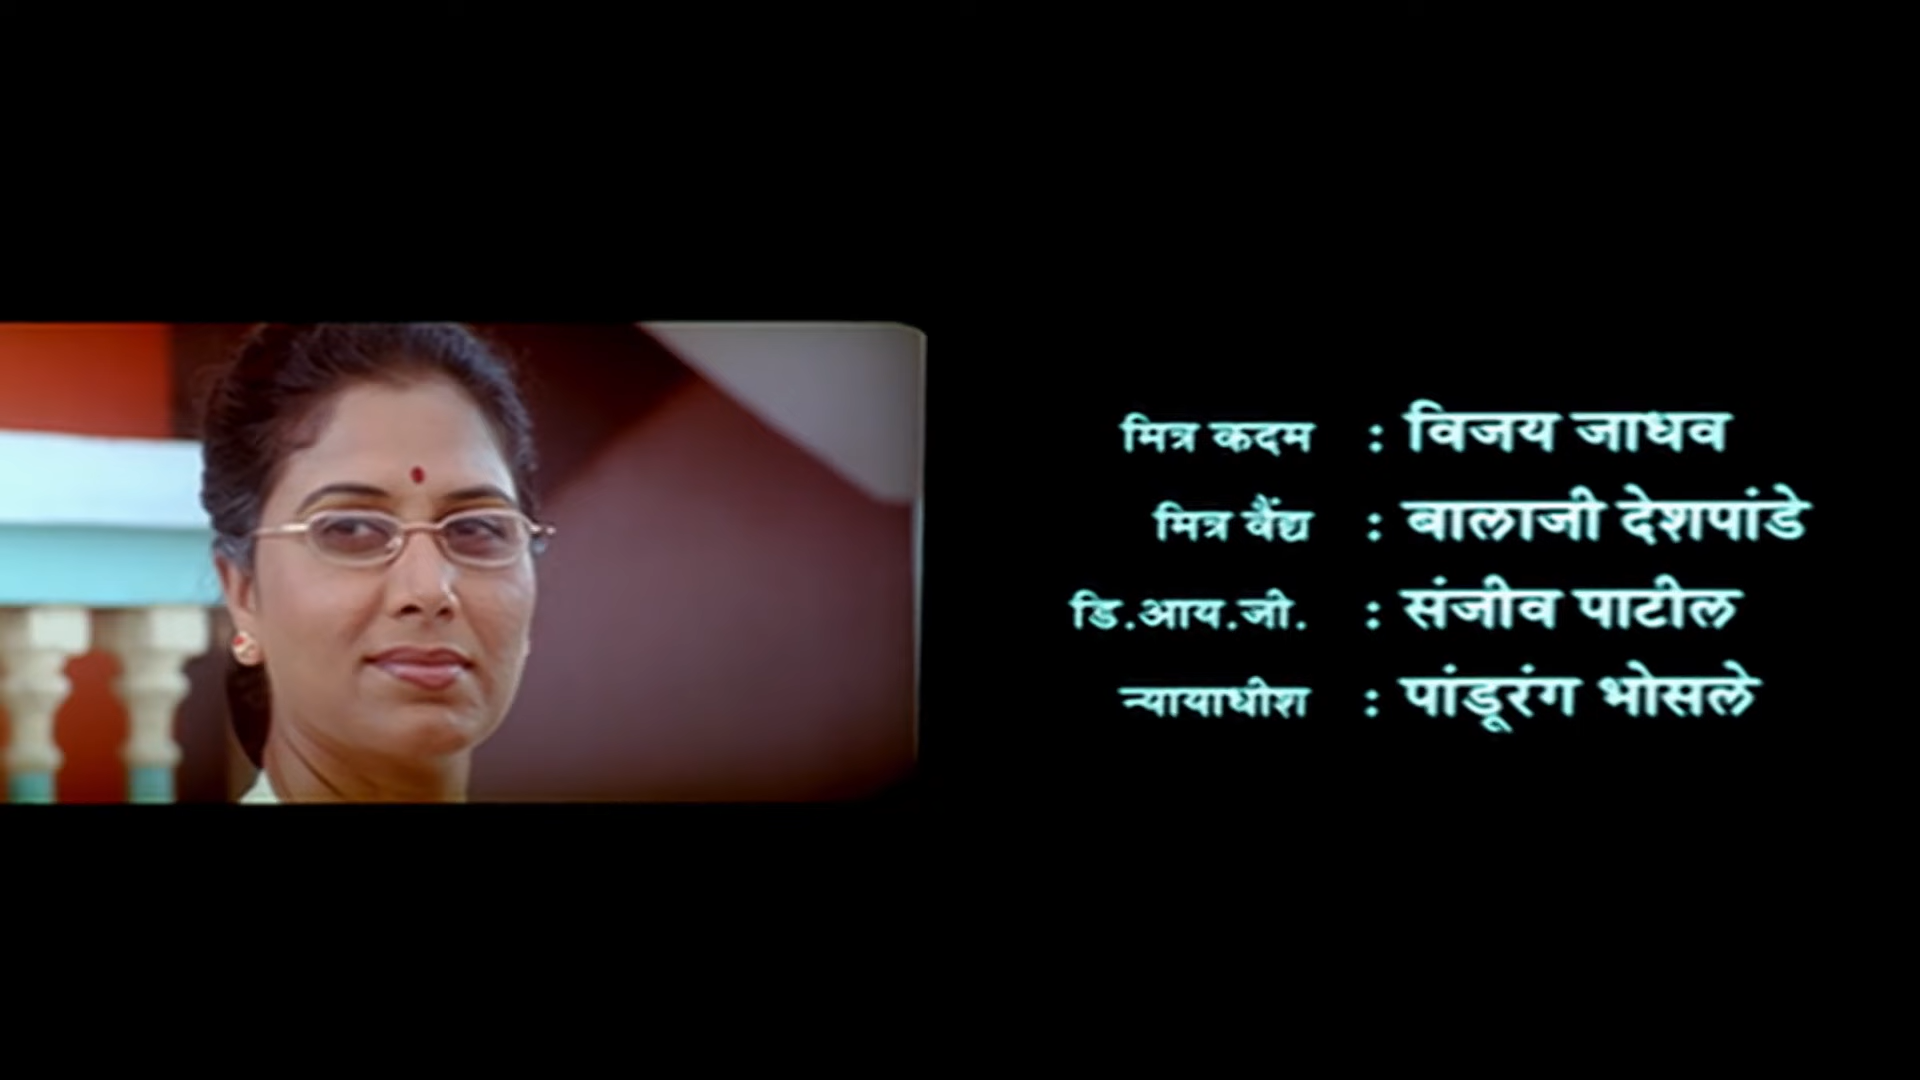 मित्र कदम : विजय जाधव
मित्र वैंद्य : बालाजी देशपांडे
डि.आय.जी. : संजीव पाटील
न्यायाधीश : पांडूरंग भोसले